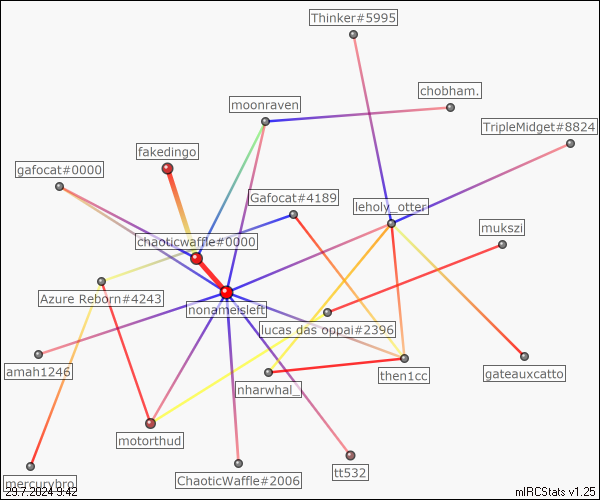 Thinker#5995
chobham.
moonraven
TripleMidget#8824
fakedingo
gafocat#0000
Gafocat#4189
leholy_otter
mukszi
chaoticwaffle#0000
Azure Reborn#4243
nonameisleft
lucas das oppai#2396
amah1246
then1cc
gateauxcatto
nharwhal_
motorthud
tt532
mercurybro
ChaoticWaffle#2006
29.7.2024 9:42
mIRCStats v1.25